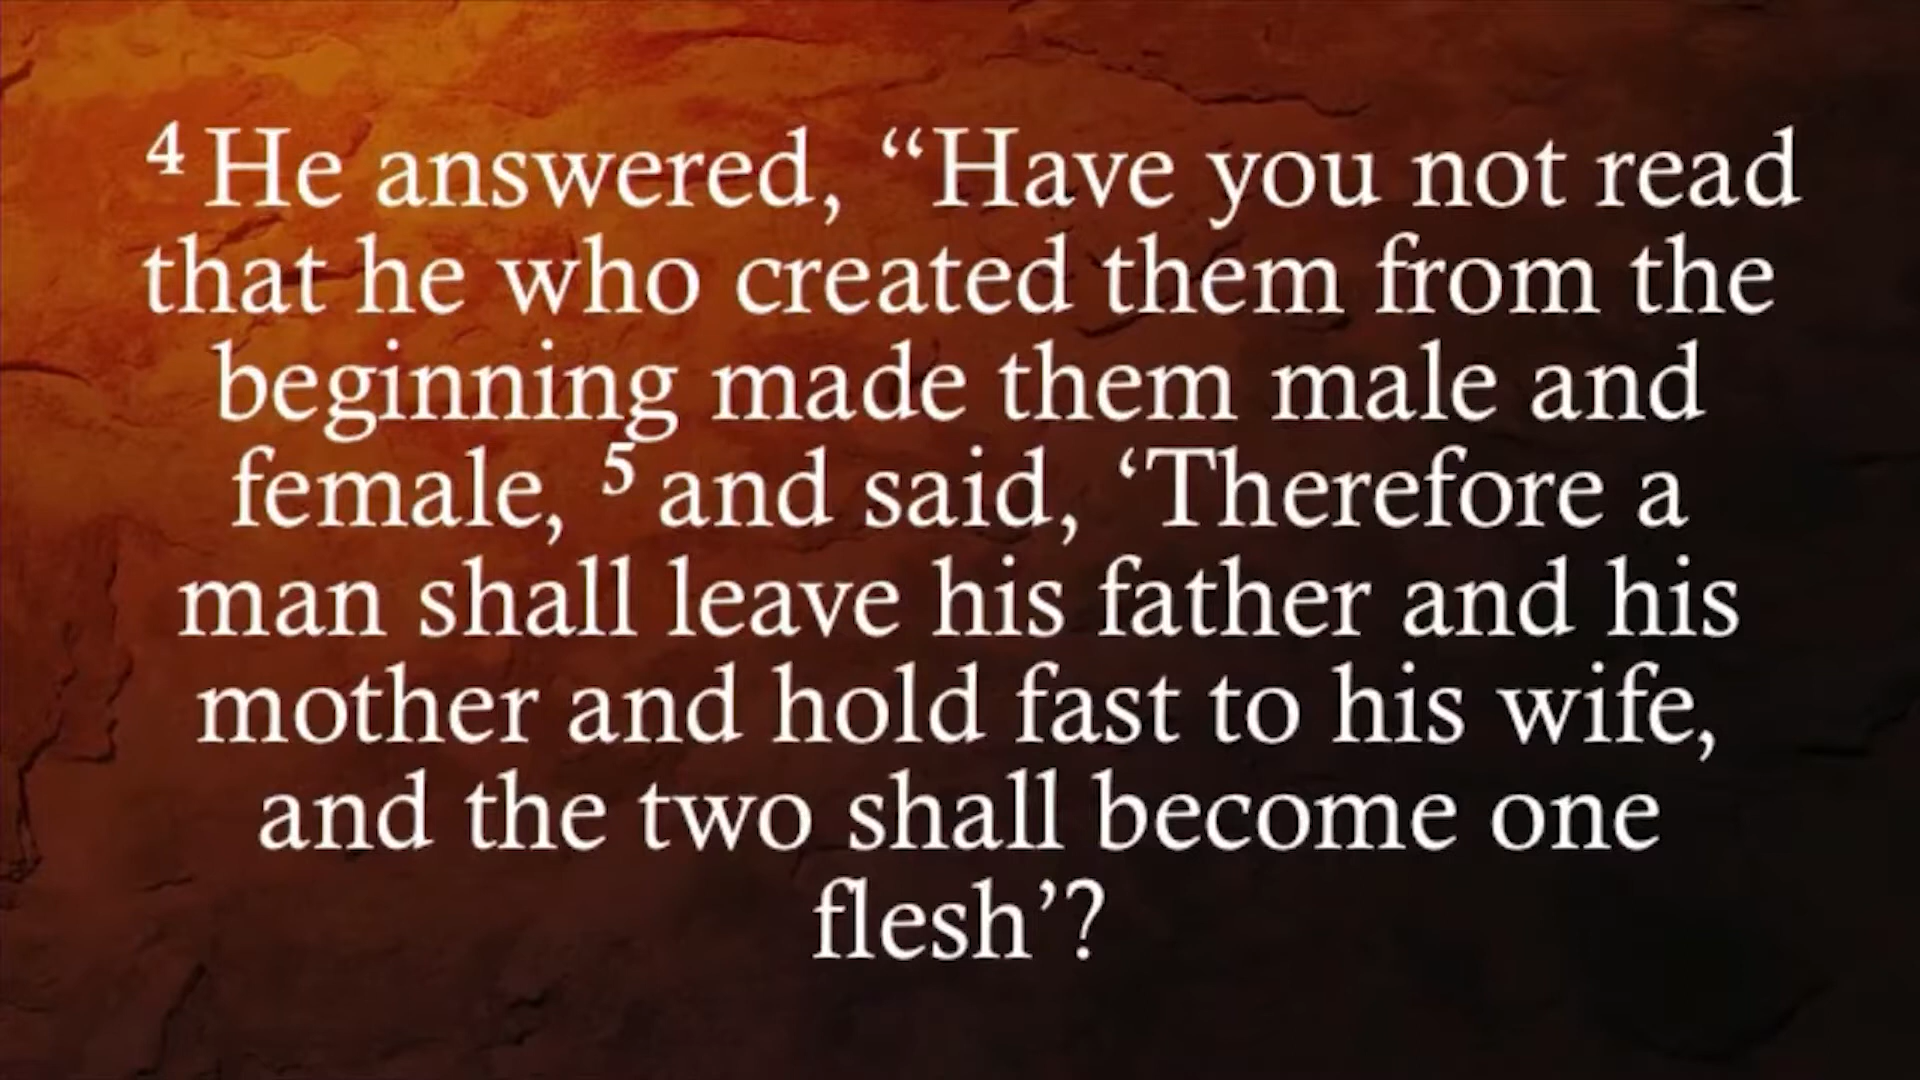 ⁴ He answered, “Have you not read
that he who created them from the
beginning made them male and
female, ⁵ and said, ‘Therefore a
man shall leave his father and his
mother and hold fast to his wife,
and the two shall become one
flesh’?